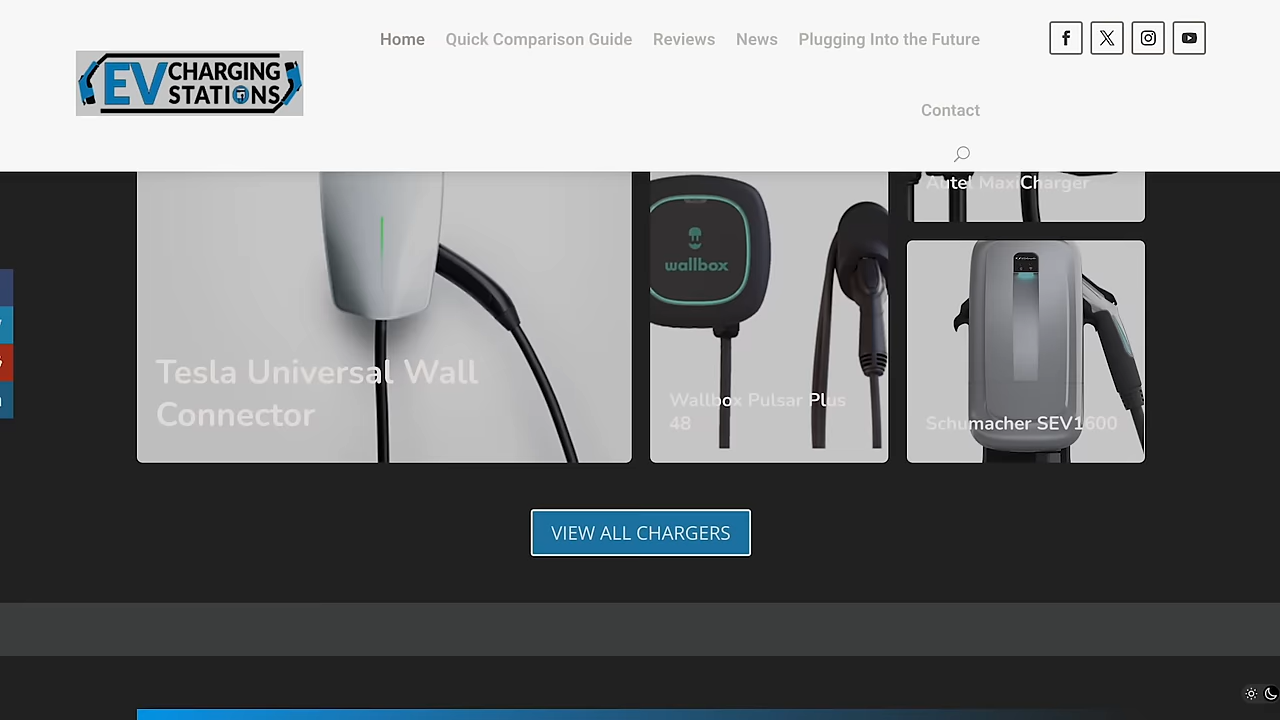 EV CHARGING
STATIONS
Home Quick Comparison Guide Reviews News Plugging Into the Future
Contact
Autel MaxiCharger
wallbox
Tesla Universal Wall
Connector
Wallbox Pulsar Plus
48
Schumacher SEV1600
VIEW ALL CHARGERS